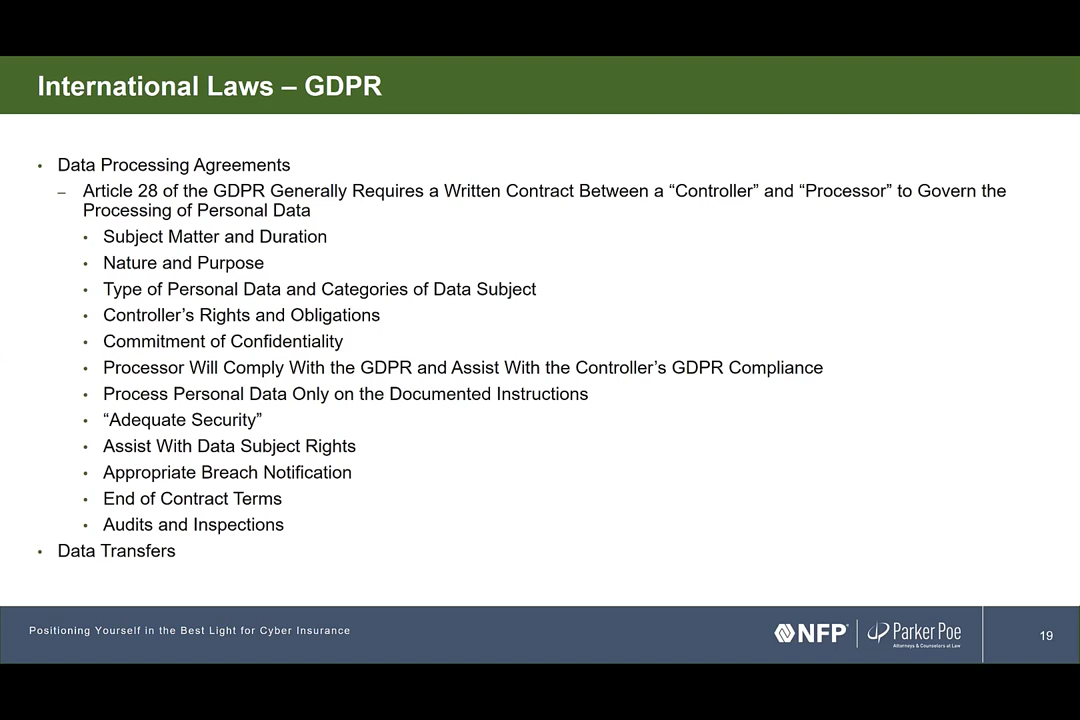 International Laws – GDPR
• Data Processing Agreements
– Article 28 of the GDPR Generally Requires a Written Contract Between a “Controller” and “Processor” to Govern the
Processing of Personal Data
• Subject Matter and Duration
• Nature and Purpose
• Type of Personal Data and Categories of Data Subject
• Controller’s Rights and Obligations
• Commitment of Confidentiality
• Processor Will Comply With the GDPR and Assist With the Controller’s GDPR Compliance
• Process Personal Data Only on the Documented Instructions
• “Adequate Security”
• Assist With Data Subject Rights
• Appropriate Breach Notification
• End of Contract Terms
• Audits and Inspections
• Data Transfers
Positioning Yourself in the Best Light for Cyber Insurance
NFP®
Parker Poe
Attorneys & Counselors at Law
19